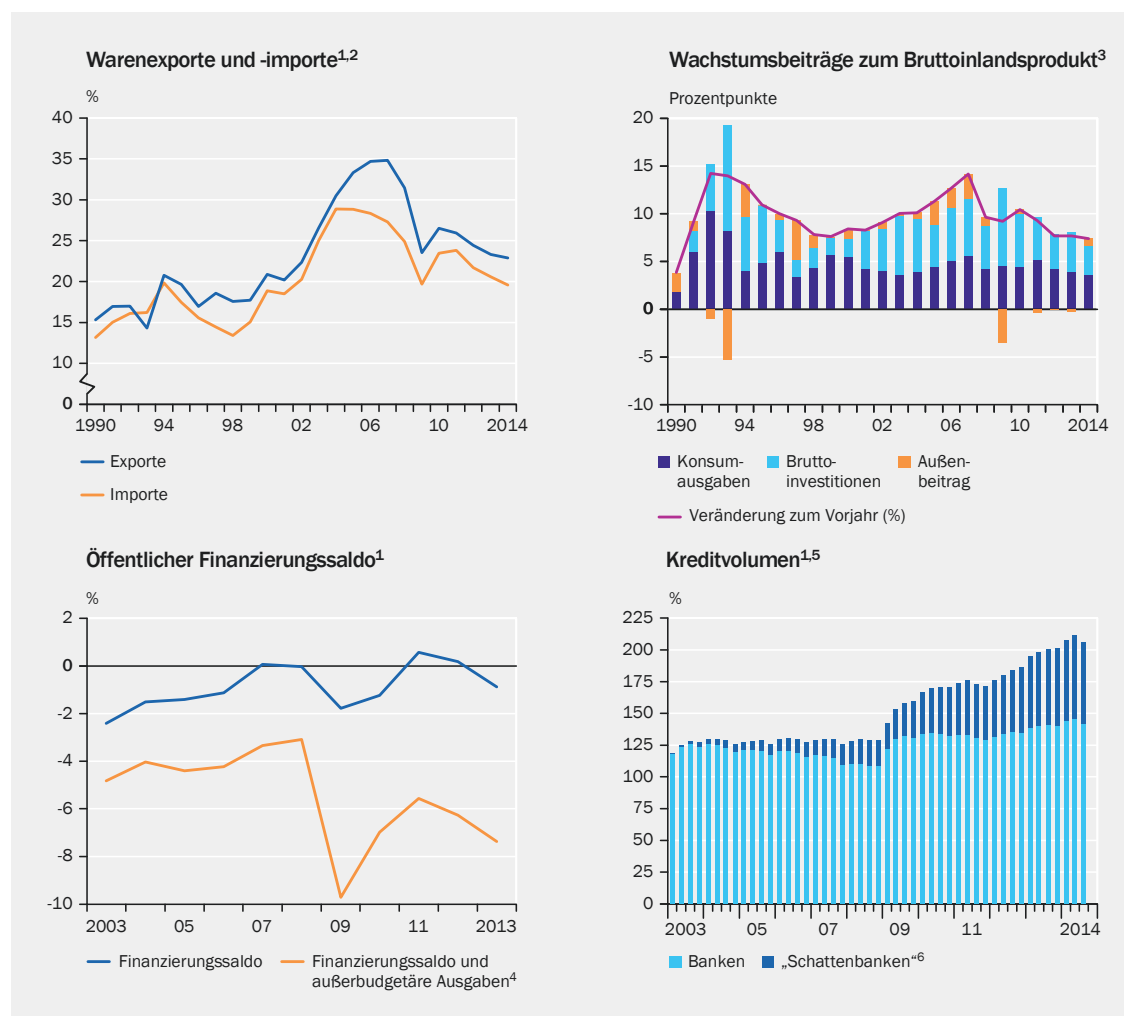 Warenexporte und -importe1,2
%
40
35
30
25
20
15
10
0
1990 94 98 02 06 10 2014
Exporte
Importe
Wachstumsbeiträge zum Bruttoinlandsprodukt3
Prozentpunkte
20
15
10
5
0
-5
-10
1990 94 98 02 06 10 2014
Konsum- Brutto- Außen-
ausgaben investitionen beitrag
Veränderung zum Vorjahr (%)
Öffentlicher Finanzierungssaldo1
%
2
0
-2
-4
-6
-8
-10
2003 05 07 09 11 2013
Finanzierungssaldo Finanzierungssaldo und
außerbudgetäre Ausgaben4
Kreditvolumen1,5
%
225
200
175
150
125
100
75
50
25
0
2003 05 07 09 11 2014
Banken „Schattenbanken“6